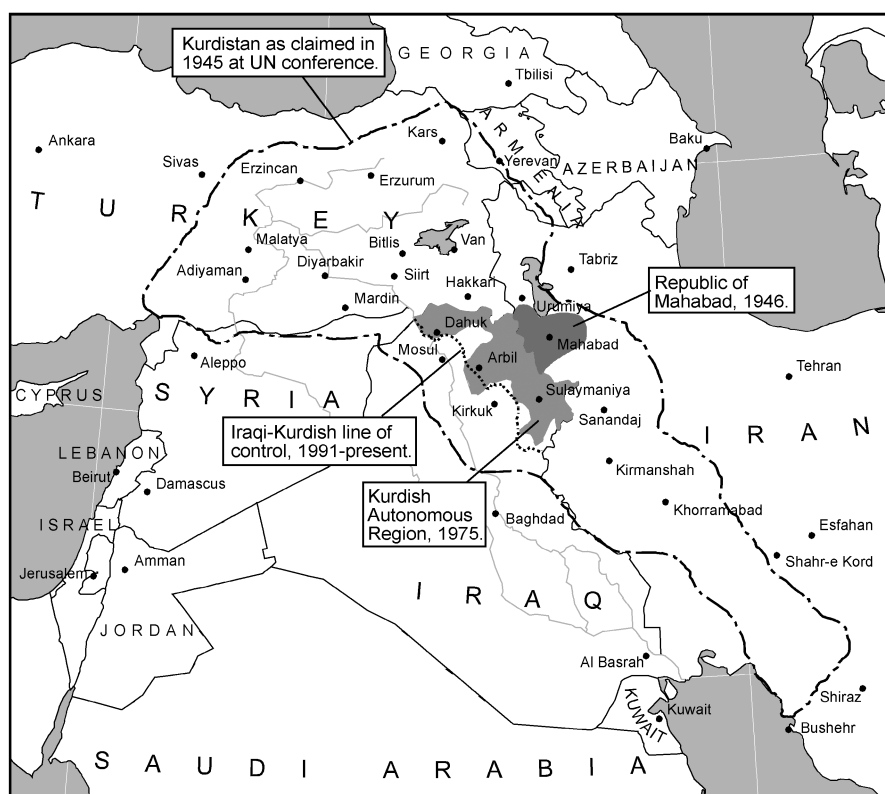 Kurdistan as claimed in
1945 at UN conference.
GEORGIA
Tbilisi
Ankara
Kars
ARMENIA
Baku
Sivas
Erzincan
Erzurum
Yerevan
AZERBAIJAN
TURKEY
Malatya
Bitlis
Van
Tabriz
Adiyaman
Diyarbakir
Siirt
Hakkari
Republic of
Mahabad, 1946.
Mardin
Urumiya
Dahuk
Mahabad
Aleppo
Mosul
Arbil
Tehran
CYPRUS
SYRIA
Sulaymaniya
Kirkuk
Sanandaj
IRAN
Iraqi-Kurdish line of
control, 1991-present.
LEBANON
Beirut
Kirmanshah
Damascus
Kurdish
Autonomous
Region, 1975.
Khorramabad
Baghdad
ISRAEL
Esfahan
Amman
Shahr-e Kord
Jerusalem
IRAQ
JORDAN
Al Basrah
KUWAIT
Kuwait
Shiraz
Bushehr
SAUDI ARABIA